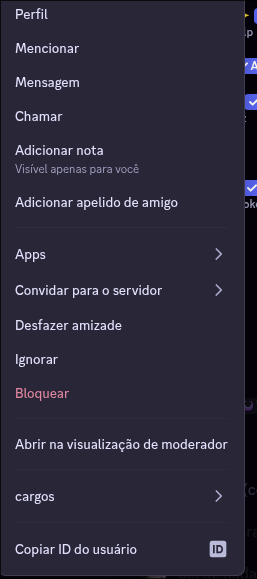 Perfil
Mencionar
Mensagem
Chamar
Adicionar nota
Visível apenas para você
Adicionar apelido de amigo
Apps
Convidar para o servidor
Desfazer amizade
Ignorar
Bloquear
Abrir na visualização de moderador
cargos
Copiar ID do usuário ID